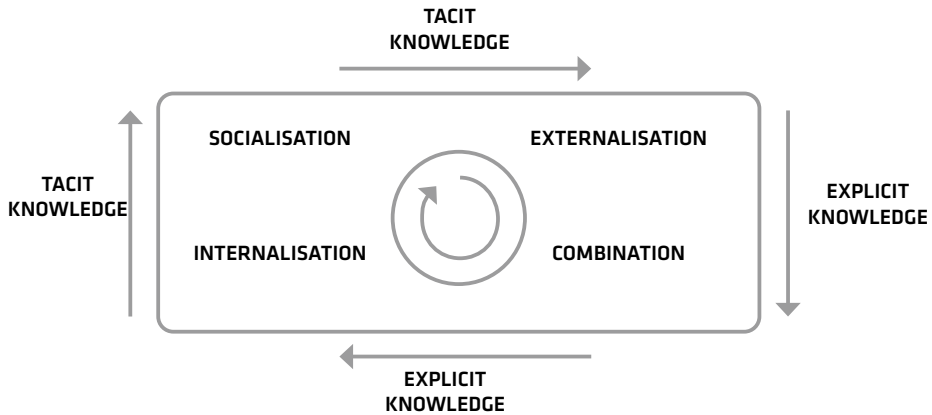 TACIT
KNOWLEDGE
SOCIALISATION
EXTERNALISATION
TACIT
KNOWLEDGE
EXPLICIT
KNOWLEDGE
INTERNALISATION
COMBINATION
EXPLICIT
KNOWLEDGE